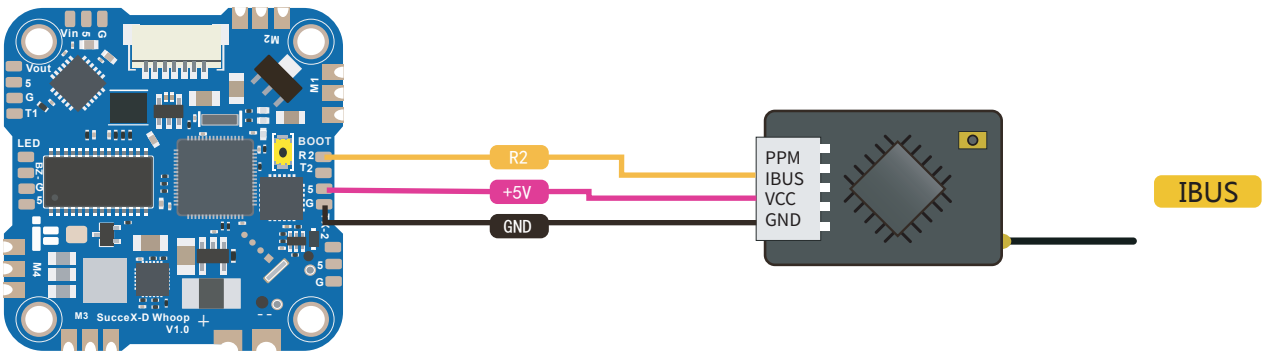 Vin 5 G
M2
Vout
5
G
T1
M1
LED
BZ-
G
5
BOOT
R2
T2
5
G
R2
+5V
GND
PPM
IBUS
VCC
GND
IBUS
5
G
M4
M3 SucceX-D Whoop
V1.0
+